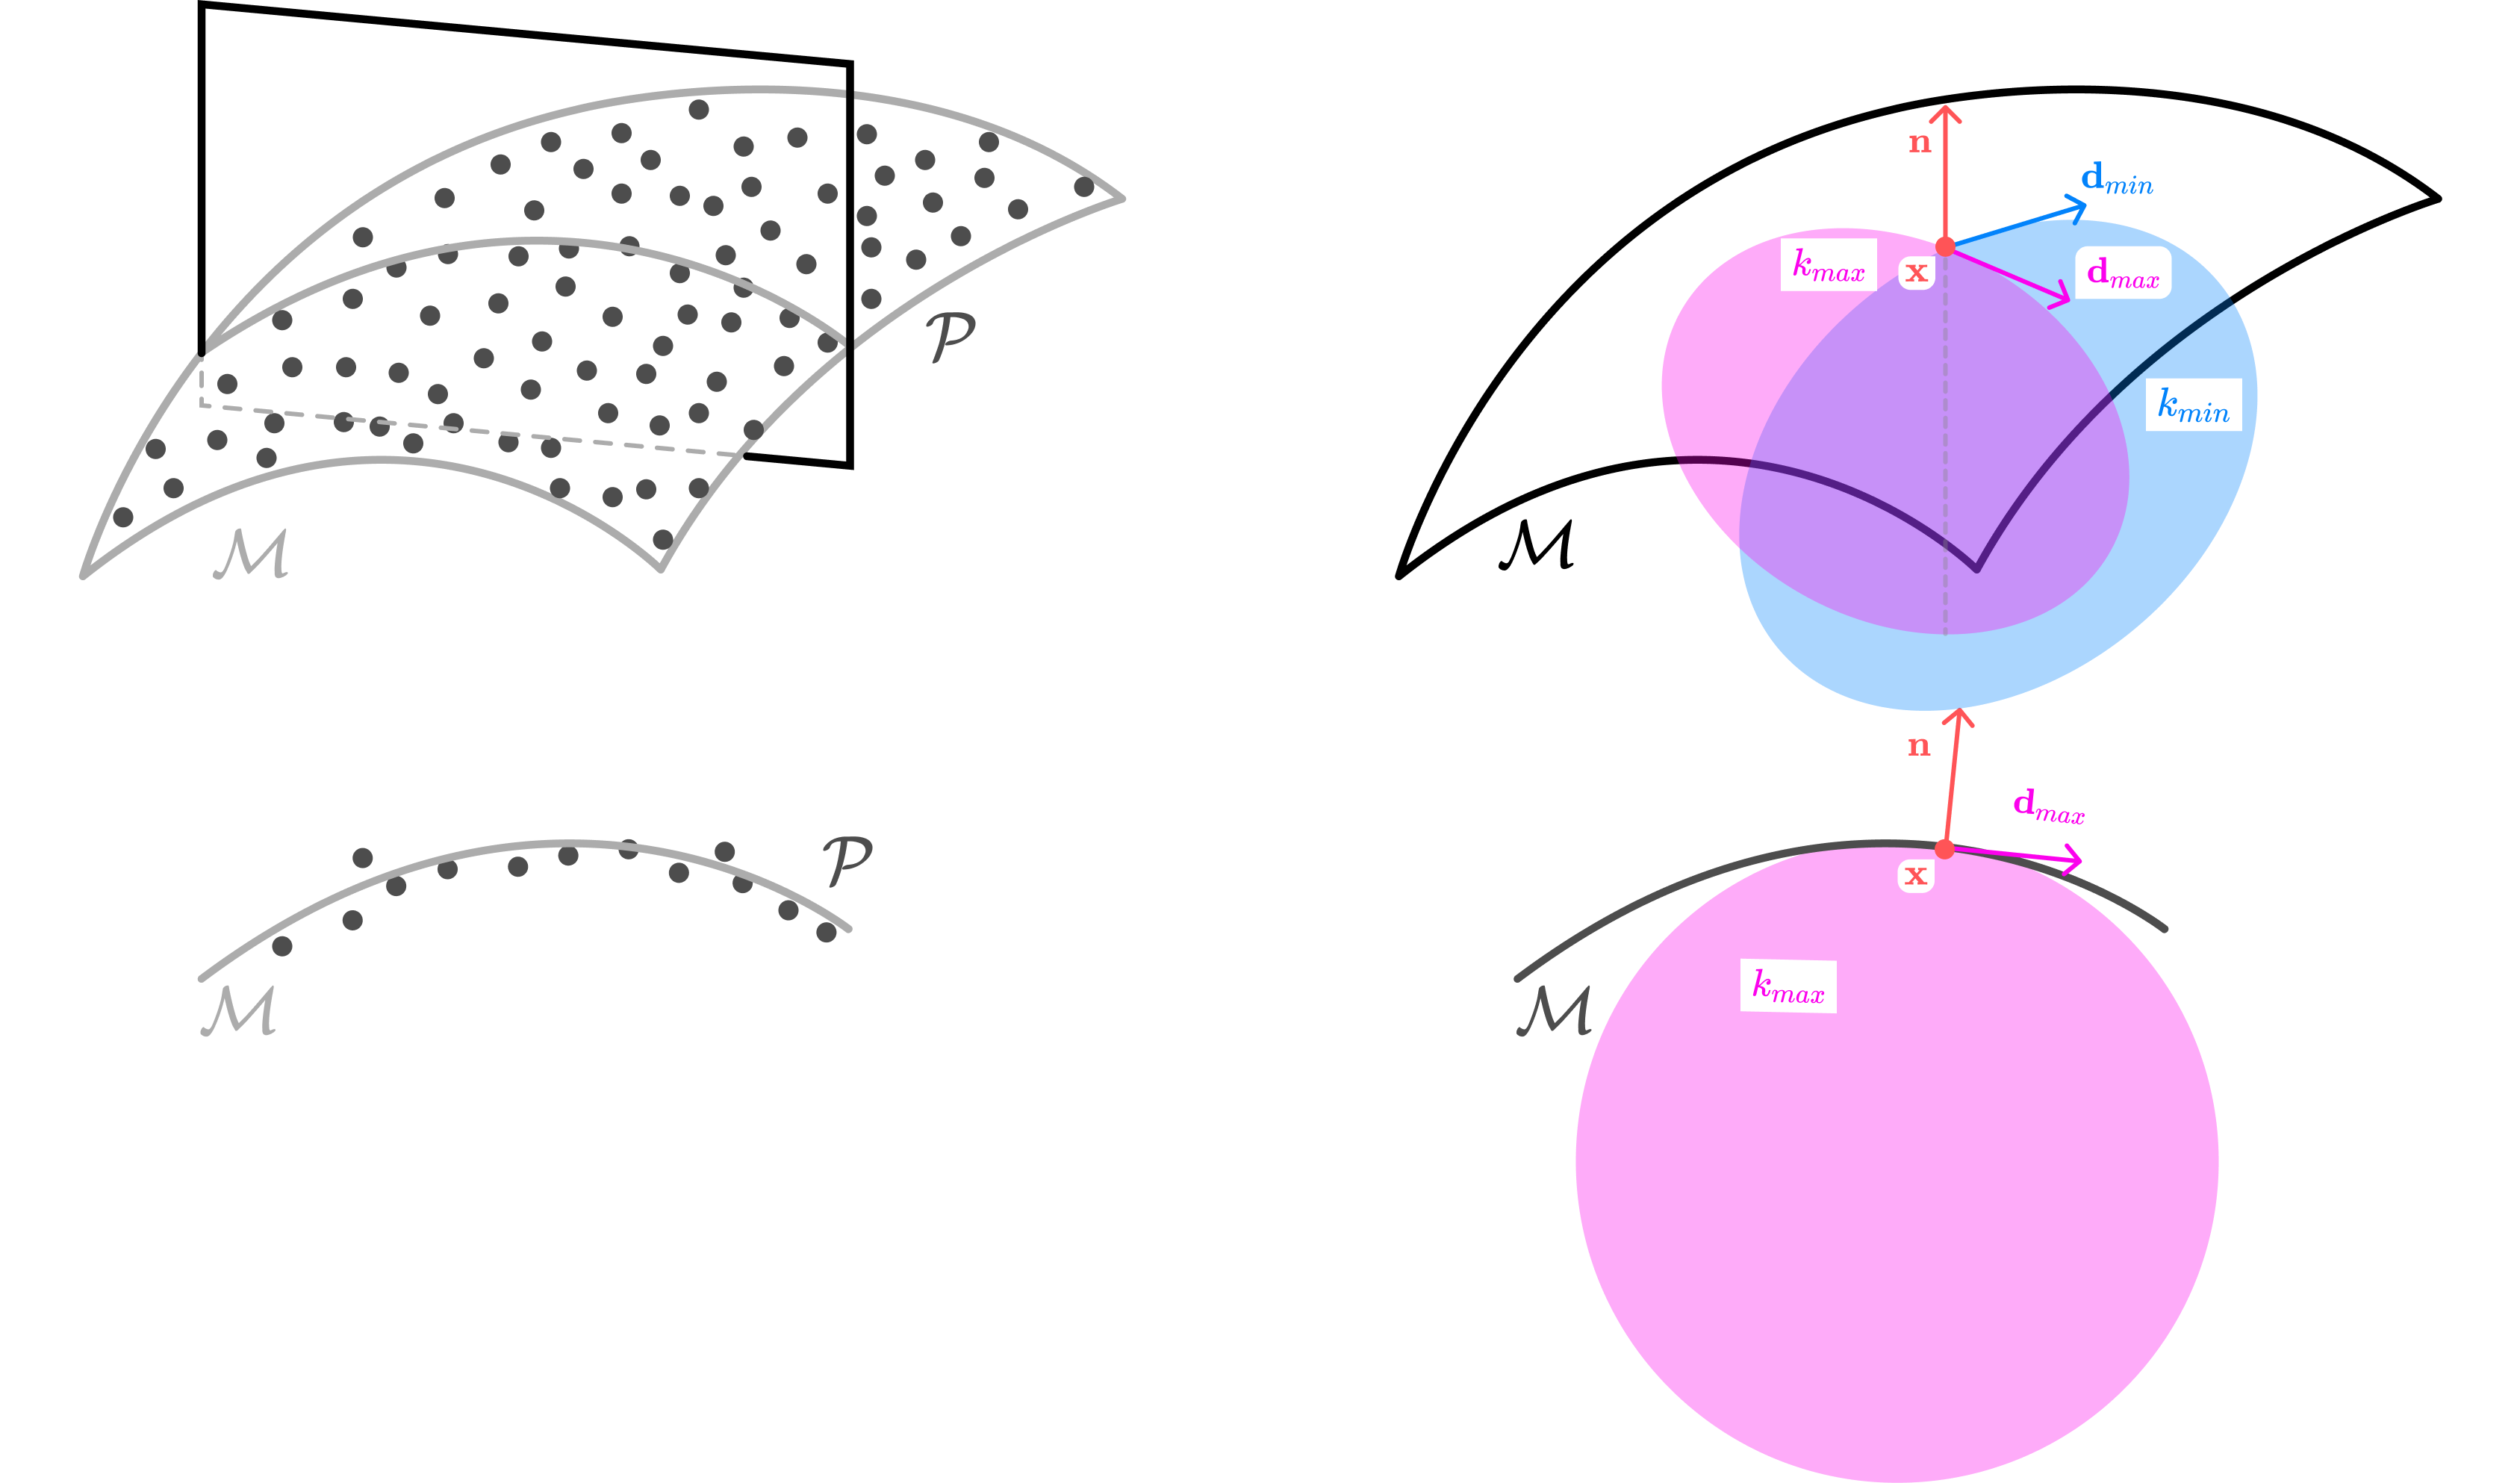 𝒫
ℳ
n
d_min
k_max
x
d_max
k_min
ℳ
𝒫
ℳ
n
d_max
x
k_max
ℳ